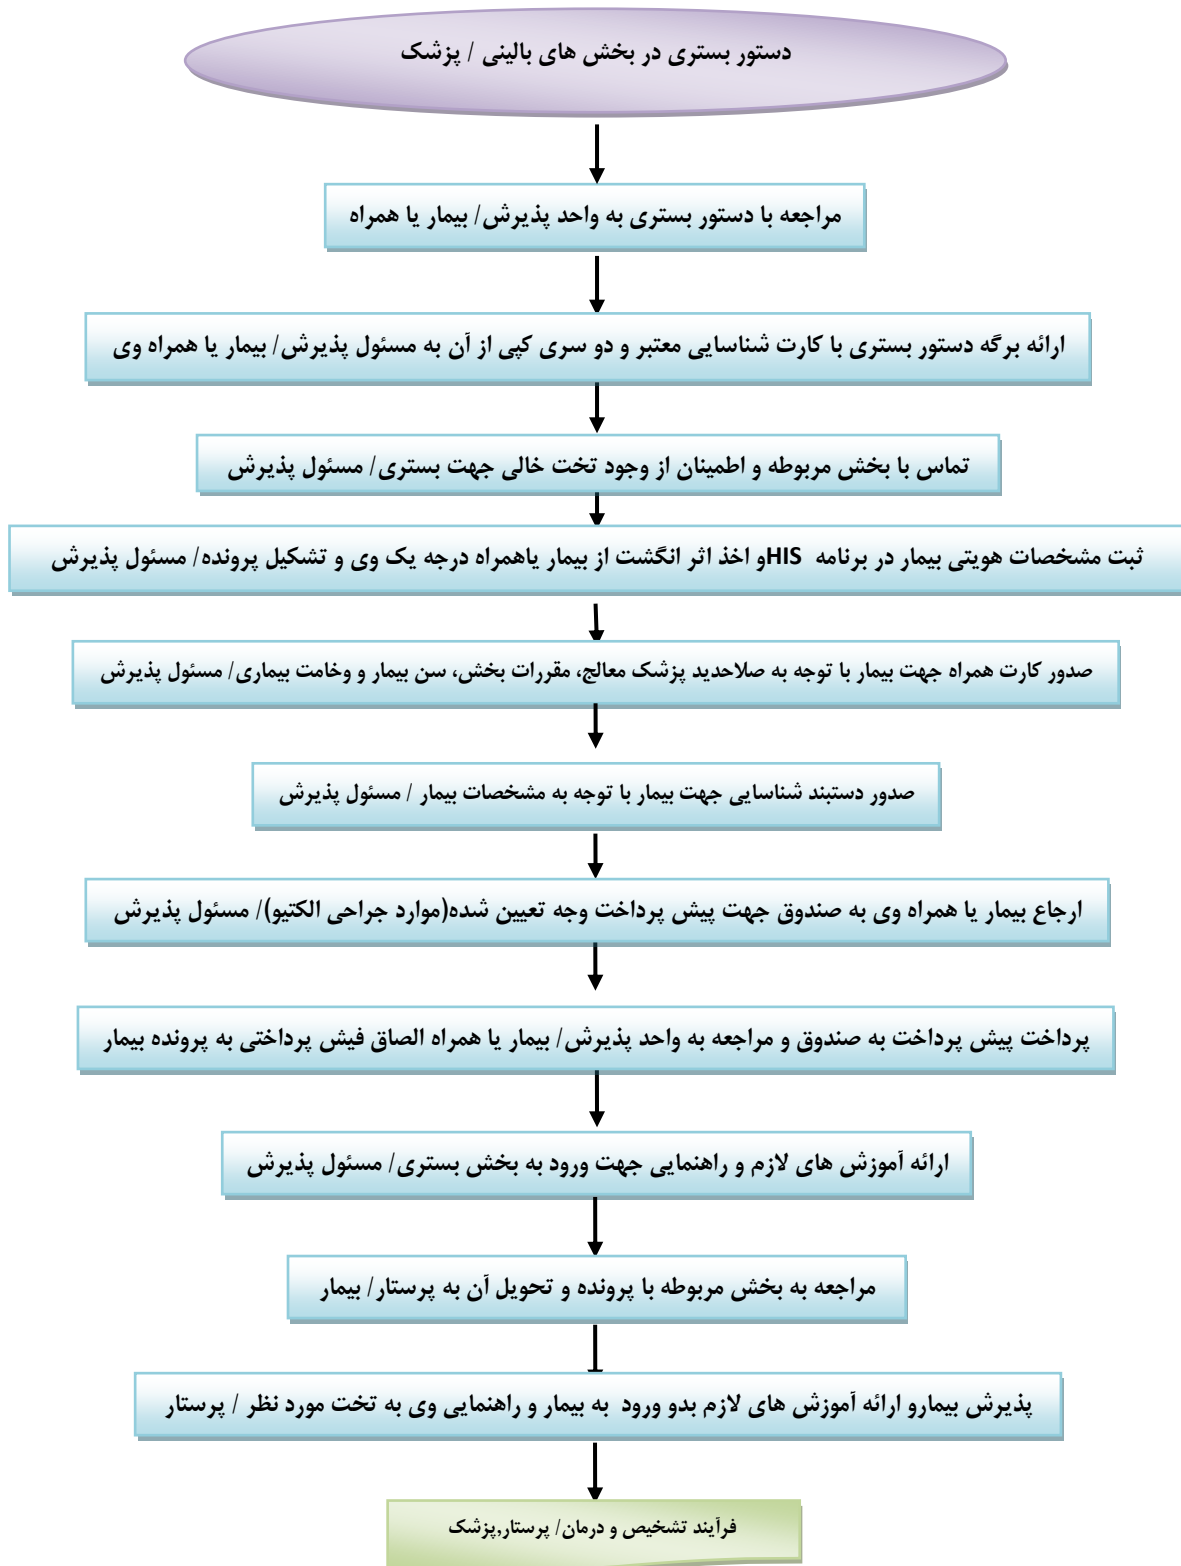 دستور بستری در بخش های بالینی / پزشک
مراجعه با دستور بستری به واحد پذیرش/ بیمار یا همراه
ارائه برگه دستور بستری با کارت شناسایی معتبر و دو سری کپی از آن به مسئول پذیرش/ بیمار یا همراه وی
تماس با بخش مربوطه و اطمینان از وجود تخت خالی جهت بستری/ مسئول پذیرش
ثبت مشخصات هویتی بیمار در برنامه HISو اخذ اثر انگشت از بیمار یاهمراه درجه یک وی و تشکیل پرونده/ مسئول پذیرش
صدور کارت همراه جهت بیمار با توجه به صلاحدید پزشک معالج، مقررات بخش، سن بیمار و وخامت بیماری/ مسئول پذیرش
صدور دستبند شناسایی جهت بیمار با توجه به مشخصات بیمار / مسئول پذیرش
ارجاع بیمار یا همراه وی به صندوق جهت پیش پرداخت وجه تعیین شده(موارد جراحی الکتیو)/ مسئول پذیرش
پرداخت پیش پرداخت به صندوق و مراجعه به واحد پذیرش/ بیمار یا همراه الصاق فیش پرداختی به پرونده بیمار
ارائه آموزش های لازم و راهنمایی جهت ورود به بخش بستری/ مسئول پذیرش
مراجعه به بخش مربوطه با پرونده و تحویل آن به پرستار/ بیمار
پذیرش بیمارو ارائه آموزش های لازم بدو ورود به بیمار و راهنمایی وی به تخت مورد نظر / پرستار
فرآیند تشخیص و درمان/ پرستار,پزشک